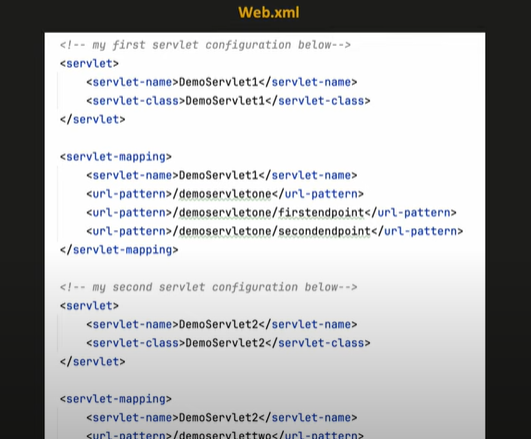 Web.xml
<!-- my first servlet configuration below-->
<servlet>
<servlet-name>DemoServlet1</servlet-name>
<servlet-class>DemoServlet1</servlet-class>
</servlet>
<servlet-mapping>
<servlet-name>DemoServlet1</servlet-name>
<url-pattern>/demoservletone</url-pattern>
<url-pattern>/demoservletone/firstendpoint</url-pattern>
<url-pattern>/demoservletone/secondendpoint</url-pattern>
</servlet-mapping>
<!-- my second servlet configuration below-->
<servlet>
<servlet-name>DemoServlet2</servlet-name>
<servlet-class>DemoServlet2</servlet-class>
</servlet>
<servlet-mapping>
<servlet-name>DemoServlet2</servlet-name>
<url-pattern>/demoservlettwo</url-pattern>